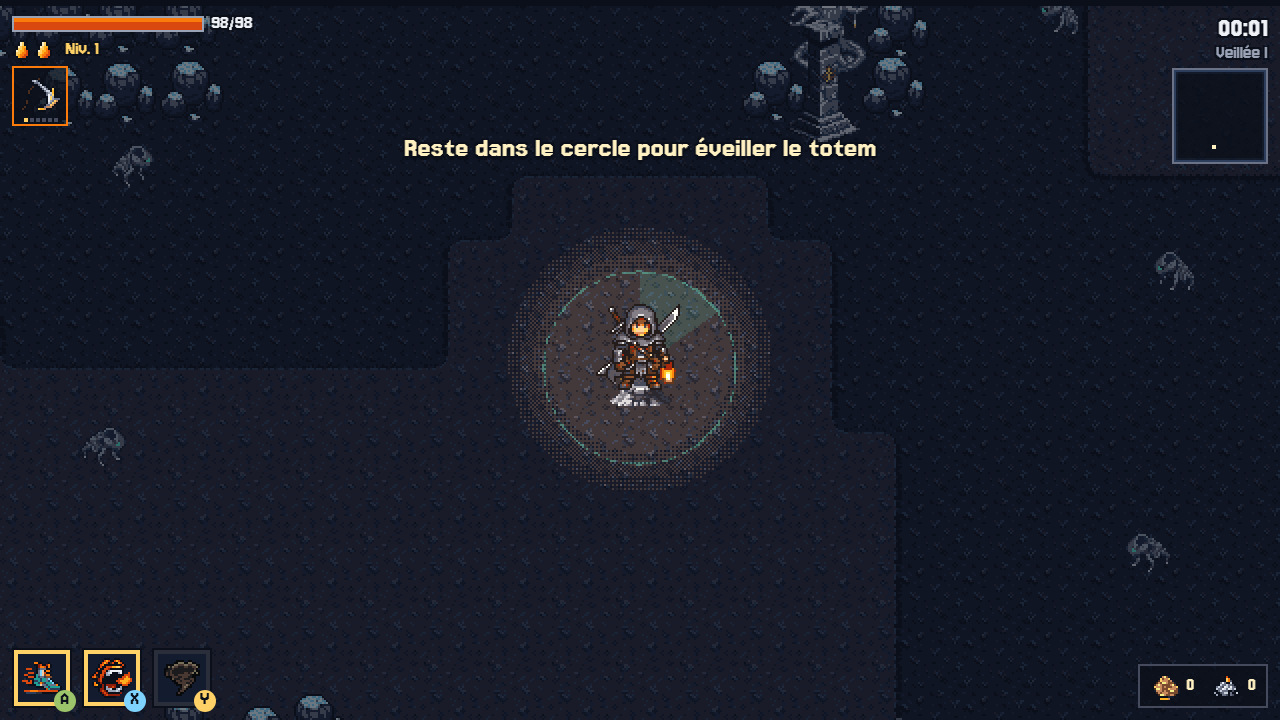 98/98
00:01
Niv. 1
Veillée I
Reste dans le cercle pour éveiller le totem
A
X
Y
0
0